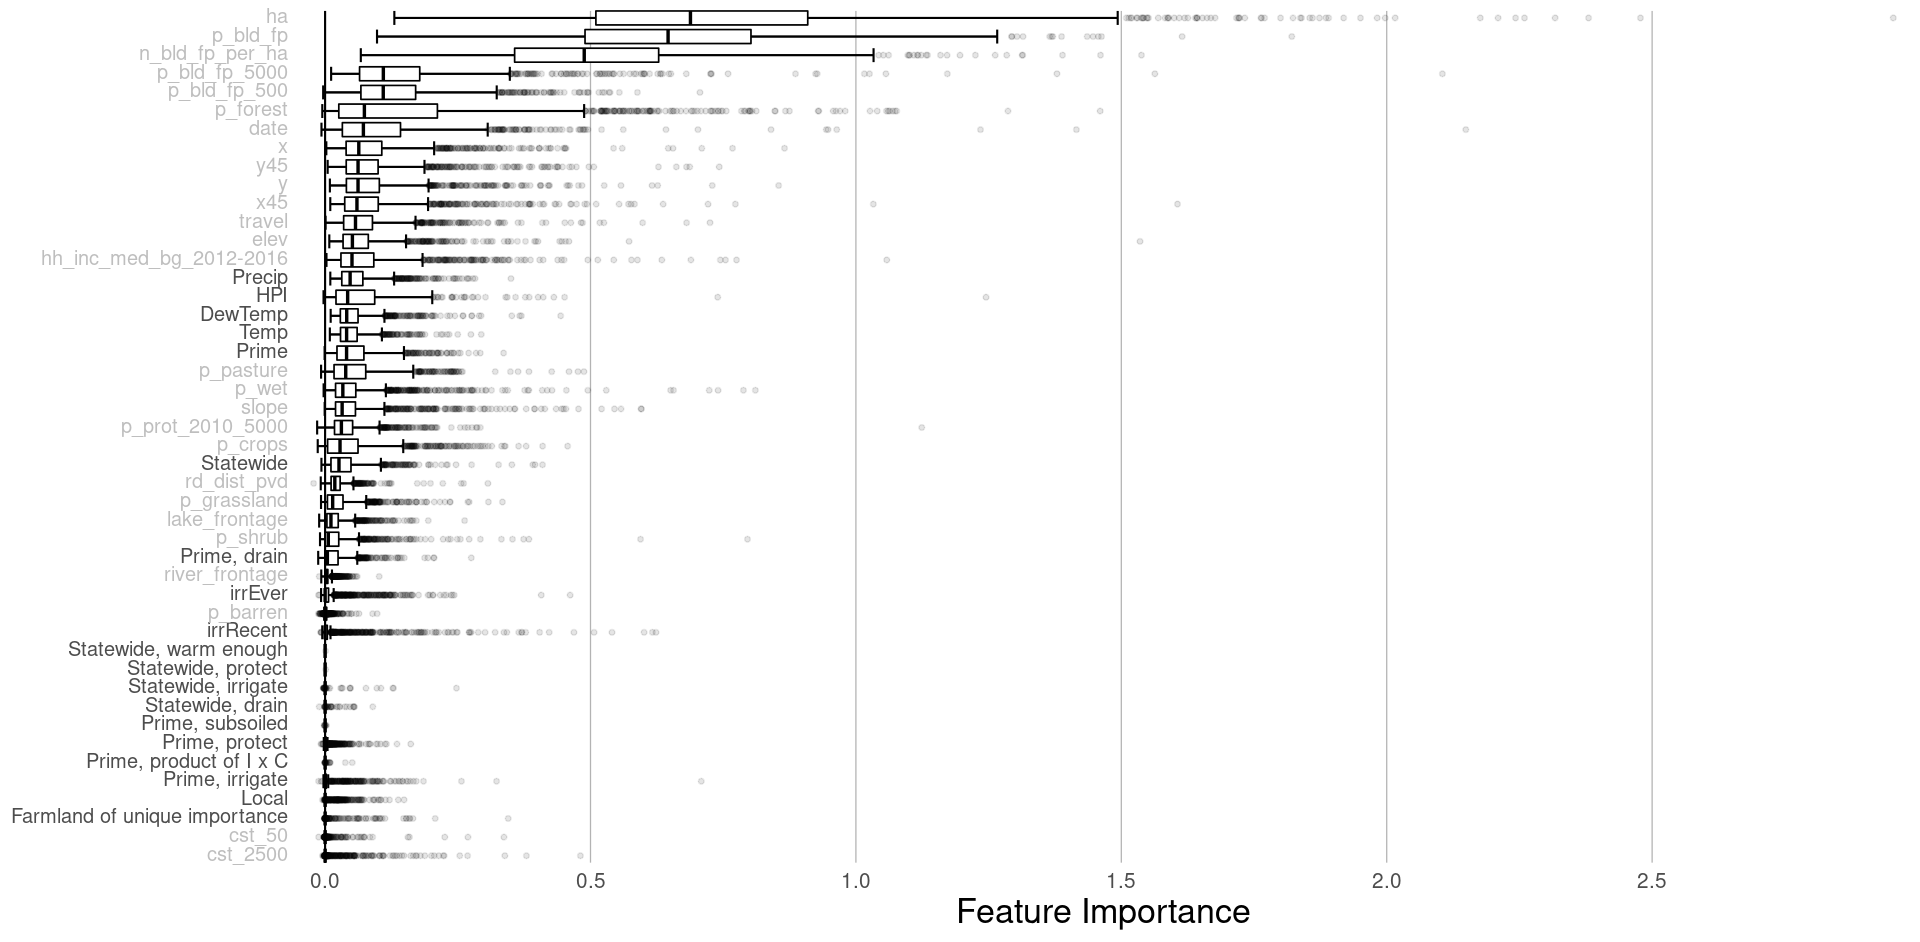 ha
p_bld_fp
n_bld_fp_per_ha
p_bld_fp_5000
p_bld_fp_500
p_forest
date
x
y45
y
x45
travel
elev
hh_inc_med_bg_2012-2016
Precip
HPI
DewTemp
Temp
Prime
p_pasture
p_wet
slope
p_prot_2010_5000
p_crops
Statewide
rd_dist_pvd
p_grassland
lake_frontage
p_shrub
Prime, drain
river_frontage
irrEver
p_barren
irrRecent
Statewide, warm enough
Statewide, protect
Statewide, irrigate
Statewide, drain
Prime, subsoiled
Prime, protect
Prime, product of I x C
Prime, irrigate
Local
Farmland of unique importance
cst_50
cst_2500
0.0 0.5 1.0 1.5 2.0 2.5
Feature Importance